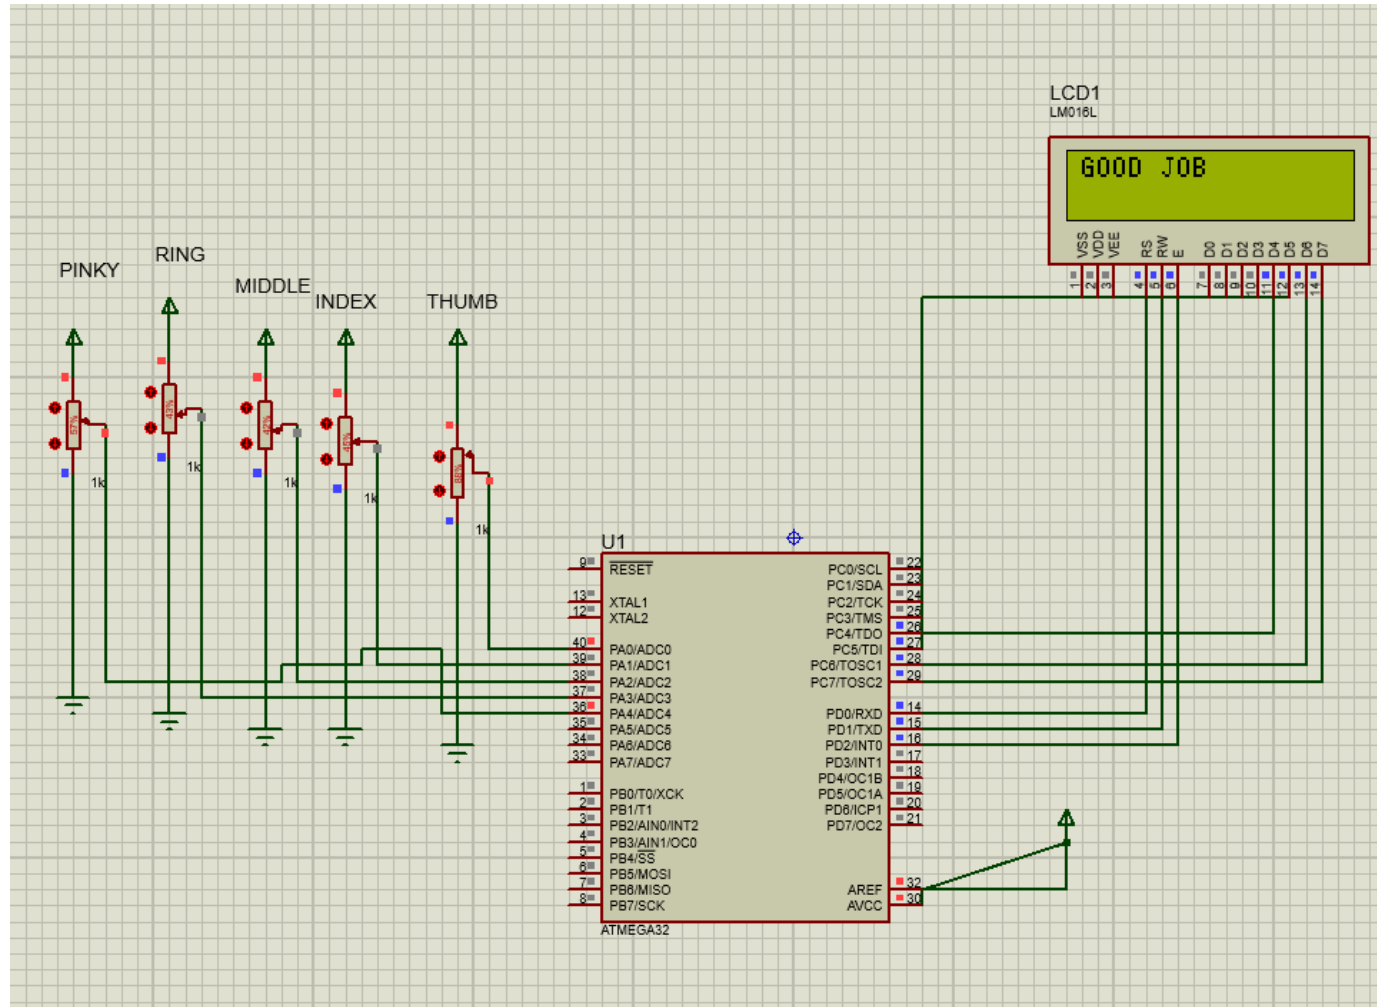 LCD1
LM016L
GOOD JOB
VSS
VDD
VEE
RS
RW
E
D0
D1
D2
D3
D4
D5
D6
D7
1
2
3
4
5
6
7
8
9
10
11
12
13
14
PINKY
RING
MIDDLE
INDEX
THUMB
57%
43%
42%
1k
1k
1k
1k
1k
U1
9 RESET
13 XTAL1
12 XTAL2
40 PA0/ADC0
39 PA1/ADC1
38 PA2/ADC2
37 PA3/ADC3
36 PA4/ADC4
35 PA5/ADC5
34 PA6/ADC6
33 PA7/ADC7
1 PB0/T0/XCK
2 PB1/T1
3 PB2/AIN0/INT2
4 PB3/AIN1/OC0
5 PB4/SS
6 PB5/MOSI
7 PB6/MISO
8 PB7/SCK
PC0/SCL 22
PC1/SDA 23
PC2/TCK 24
PC3/TMS 25
PC4/TDO 26
PC5/TDI 27
PC6/TOSC1 28
PC7/TOSC2 29
PD0/RXD 14
PD1/TXD 15
PD2/INT0 16
PD3/INT1 17
PD4/OC1B 18
PD5/OC1A 19
PD6/ICP1 20
PD7/OC2 21
AREF 32
AVCC 30
ATMEGA32